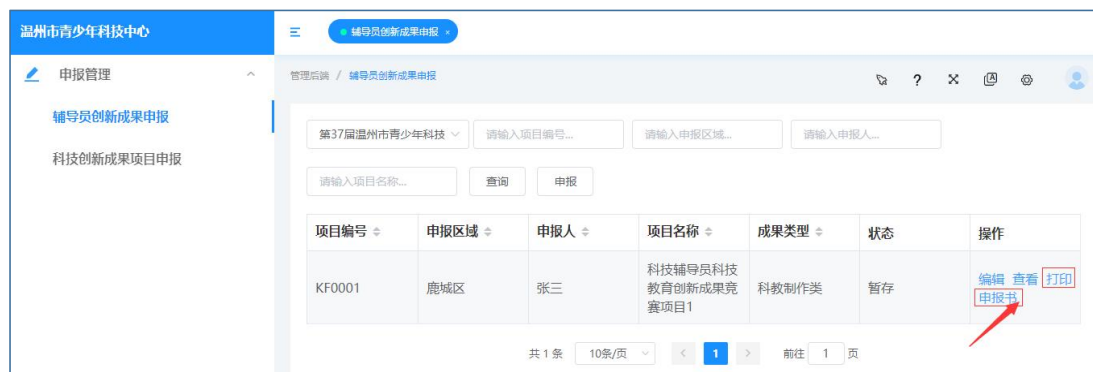 温州市青少年科技中心
辅导员创新成果申报 ×
申报管理
管理后端 / 辅导员创新成果申报
?
辅导员创新成果申报
科技创新成果项目申报
第37届温州市青少年科技 请输入项目编号... 请输入申报区域... 请输入申报人...
请输入项目名称... 查询 申报
项目编号 申报区域 申报人 项目名称 成果类型 状态 操作
KF0001 鹿城区 张三
科技辅导员科技
教育创新成果竞
赛项目1
科教制作类 暂存
编辑 查看 打印
申报书
共 1 条 10条/页 < 1 > 前往 1 页